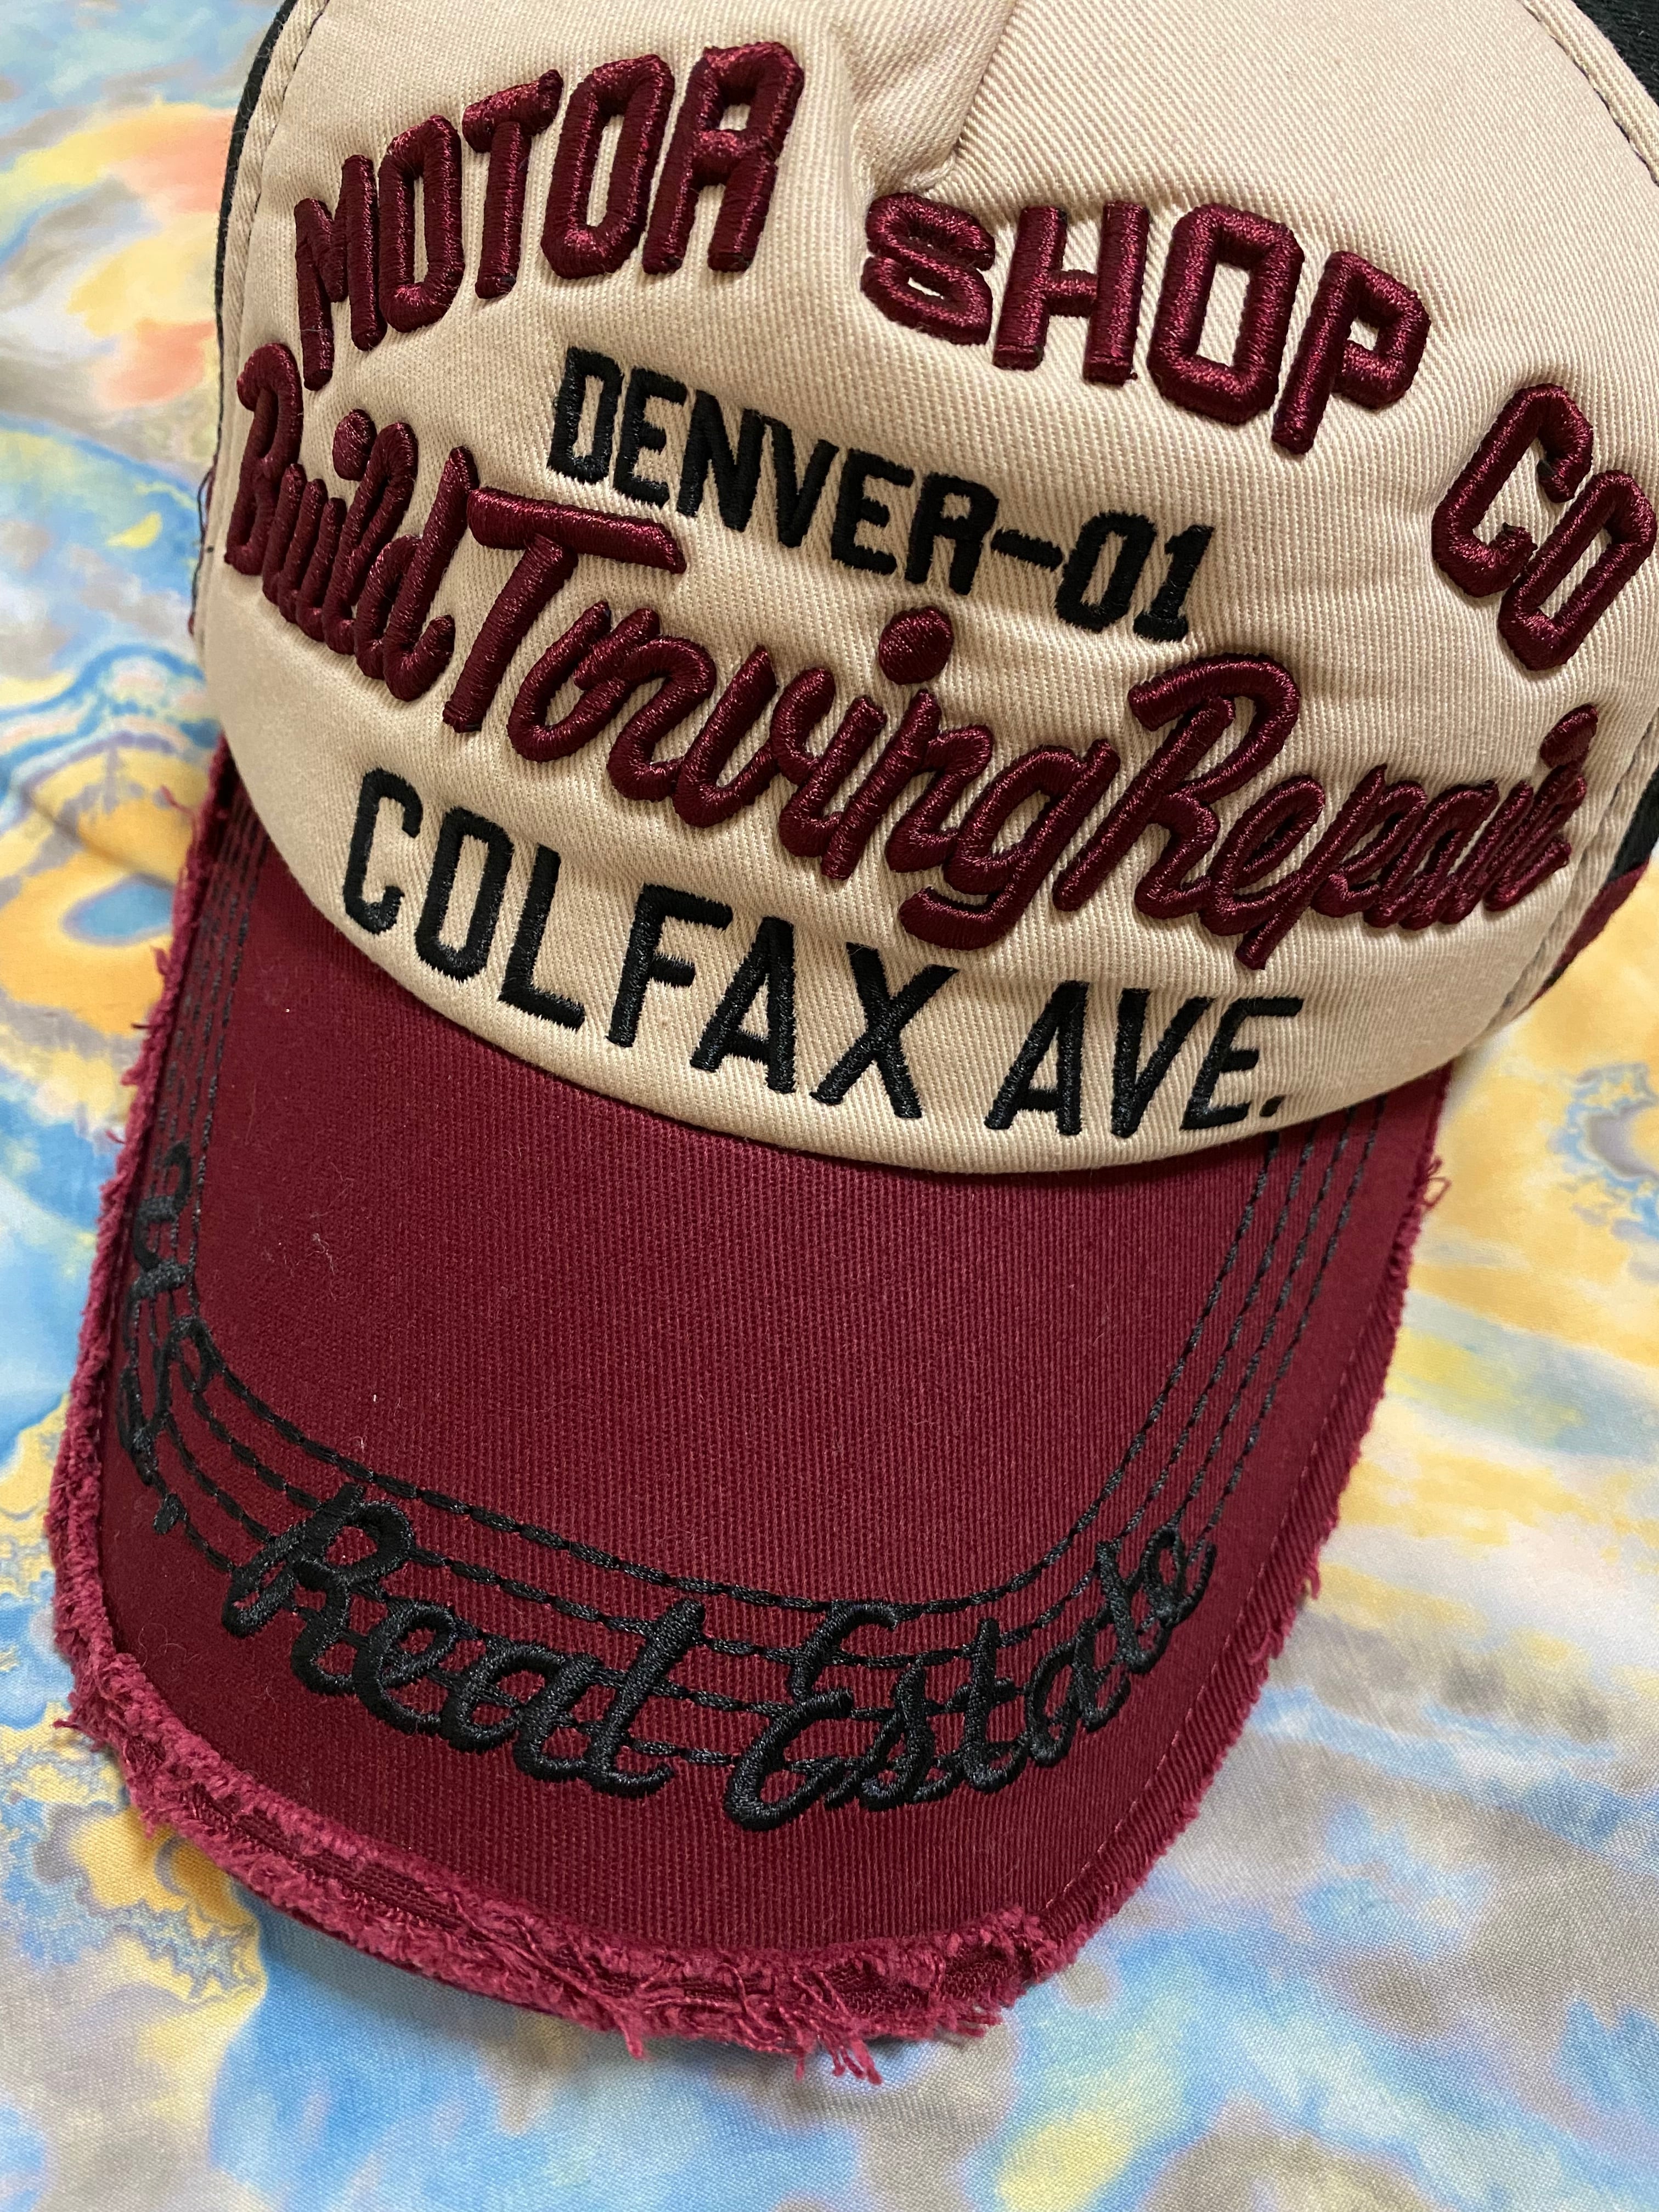 MOTOR SHOP CO
DENVER-01
Build Towing Repair
COLFAX AVE.
Real Estate